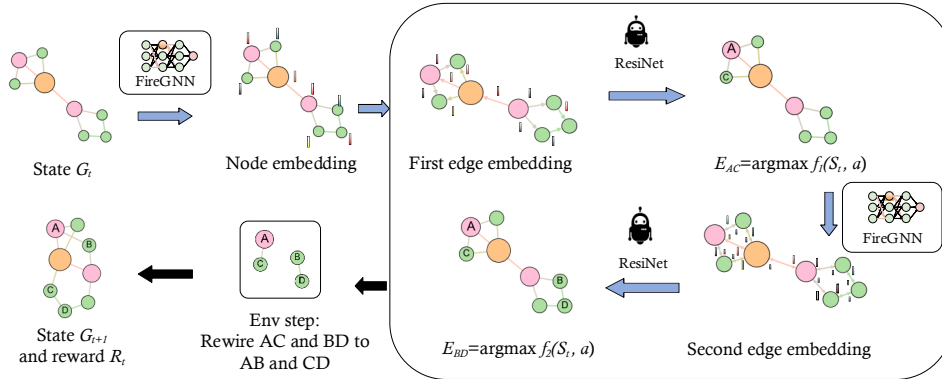 FireGNN
State G_t
Node embedding
ResiNet
First edge embedding
A
C
E_AC=argmax f_1(S_t, a)
FireGNN
Second edge embedding
ResiNet
A
C
B
D
E_BD=argmax f_2(S_t, a)
A
B
C
D
Env step:
Rewire AC and BD to
AB and CD
A
B
C
D
State G_t+1
and reward R_t